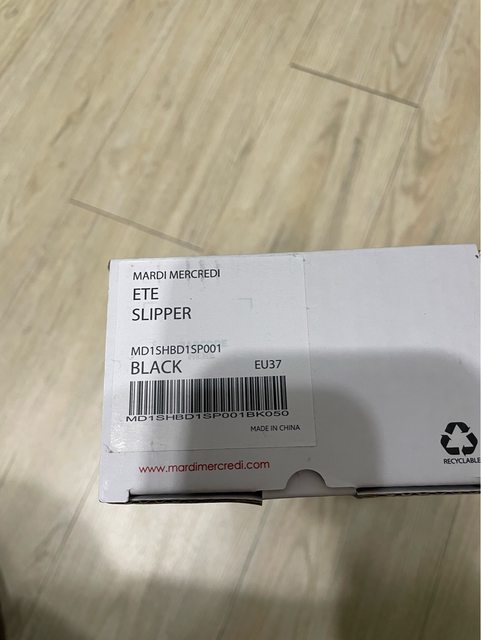 MARDI MERCREDI
ETE
SLIPPER
MD1SHBD1SP001
BLACK EU37
MD1SHBD1SP001BK050
MADE IN CHINA
www.mardimercredi.com
RECYCLABLE